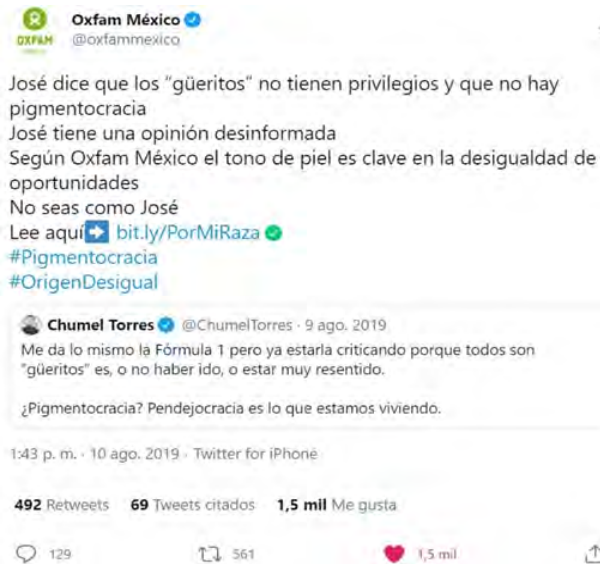 Oxfam México
OXFAM
@oxfammexico
José dice que los "güeritos" no tienen privilegios y que no hay
pigmentocracia
José tiene una opinión desinformada
Según Oxfam México el tono de piel es clave en la desigualdad de
oportunidades
No seas como José
Lee aquí➡️ bit.ly/PorMiRaza
#Pigmentocracia
#OrigenDesigual
Chumel Torres @ChumelTorres · 9 ago. 2019
Me da lo mismo la Fórmula 1 pero ya estarla criticando porque todos son
"güeritos" es, o no haber ido, o estar muy resentido.
¿Pigmentocracia? Pendejocracia es lo que estamos viviendo.
1:43 p. m. · 10 ago. 2019 · Twitter for iPhone
492 Retweets 69 Tweets citados 1,5 mil Me gusta
129 561 1,5 mil